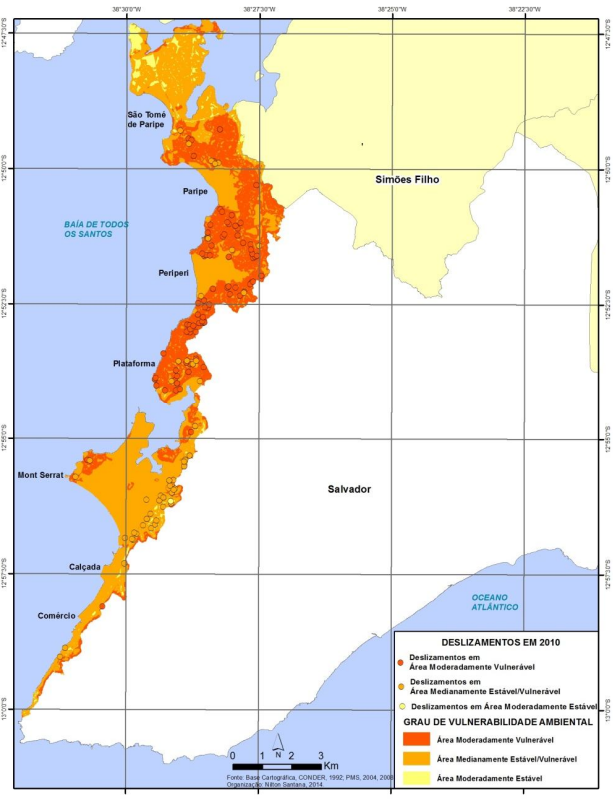 38°30'0"W
38°27'30"W
38°25'0"W
38°22'30"W
12°47'30"S
12°47'30"S
São Tomé
de Paripe
12°50'0"S
12°50'0"S
Simões Filho
Paripe
BAÍA DE TODOS
OS SANTOS
Periperi
12°52'30"S
12°52'30"S
Plataforma
12°55'0"S
12°55'0"S
Mont Serrat
Salvador
Calçada
12°57'30"S
12°57'30"S
OCEANO
ATLÂNTICO
Comércio
DESLIZAMENTOS EM 2010
Deslizamentos em
Área Moderadamente Vulnerável
Deslizamentos em
Área Medianamente Estável/Vulnerável
Deslizamentos em Área Moderadamente Estável
GRAU DE VULNERABILIDADE AMBIENTAL
Área Moderadamente Vulnerável
Área Medianamente Estável/Vulnerável
Área Moderadamente Estável
13°0'0"S
13°0'0"S
N
0 1 2 3
Km
Fonte: Base Cartográfica, CONDER, 1992; PMS, 2004, 2008
Organização: Nilton Santana, 2014.